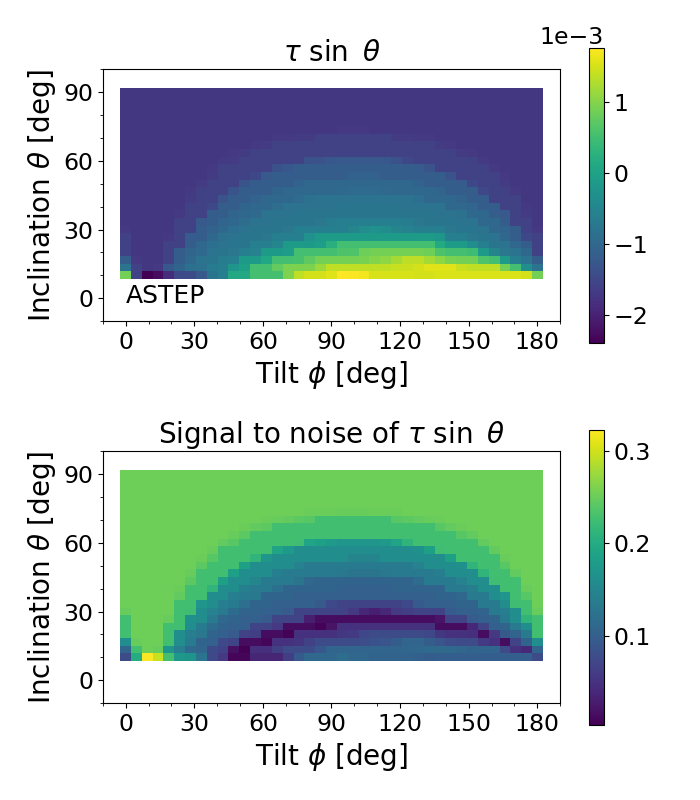 τ sin θ
1e−3
Inclination θ [deg]
90
60
30
0
ASTEP
0 30 60 90 120 150 180
Tilt ϕ [deg]
1
0
−1
−2
Signal to noise of τ sin θ
Inclination θ [deg]
90
60
30
0
0 30 60 90 120 150 180
Tilt ϕ [deg]
0.3
0.2
0.1